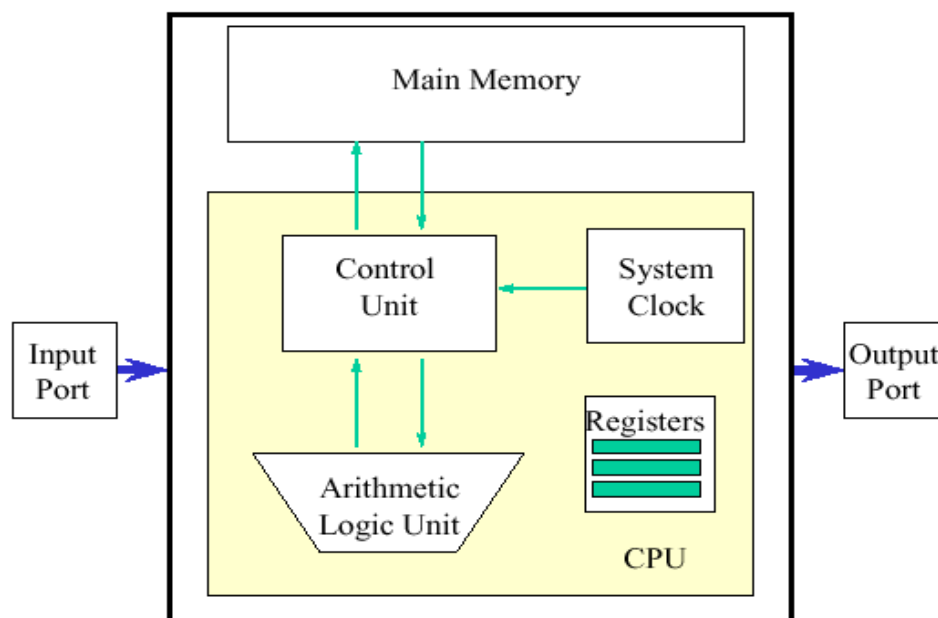 Main Memory
Control
Unit
System
Clock
Input
Port
Output
Port
Registers
Arithmetic
Logic Unit
CPU